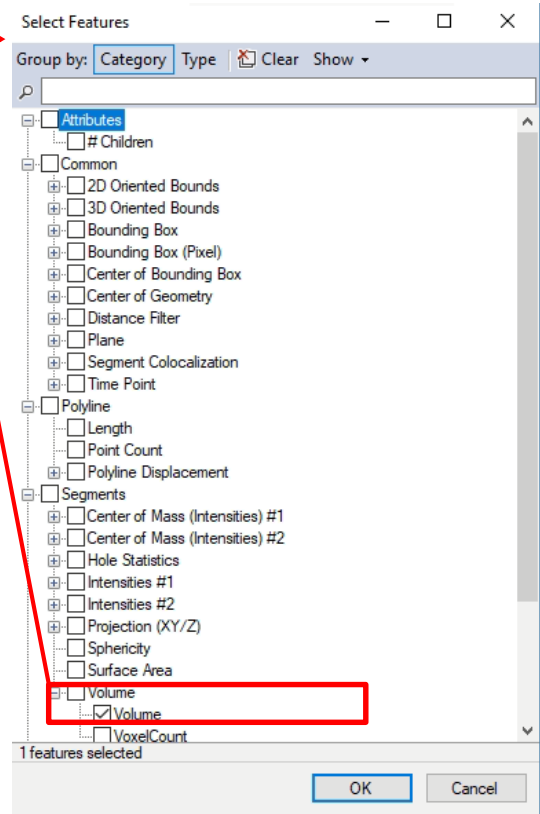 Select Features
Group by: Category Type Clear Show
Attributes
# Children
Common
2D Oriented Bounds
3D Oriented Bounds
Bounding Box
Bounding Box (Pixel)
Center of Bounding Box
Center of Geometry
Distance Filter
Plane
Segment Colocalization
Time Point
Polyline
Length
Point Count
Polyline Displacement
Segments
Center of Mass (Intensities) #1
Center of Mass (Intensities) #2
Hole Statistics
Intensities #1
Intensities #2
Projection (XY/Z)
Sphericity
Surface Area
Volume
Volume
VoxelCount
1 features selected
OK Cancel